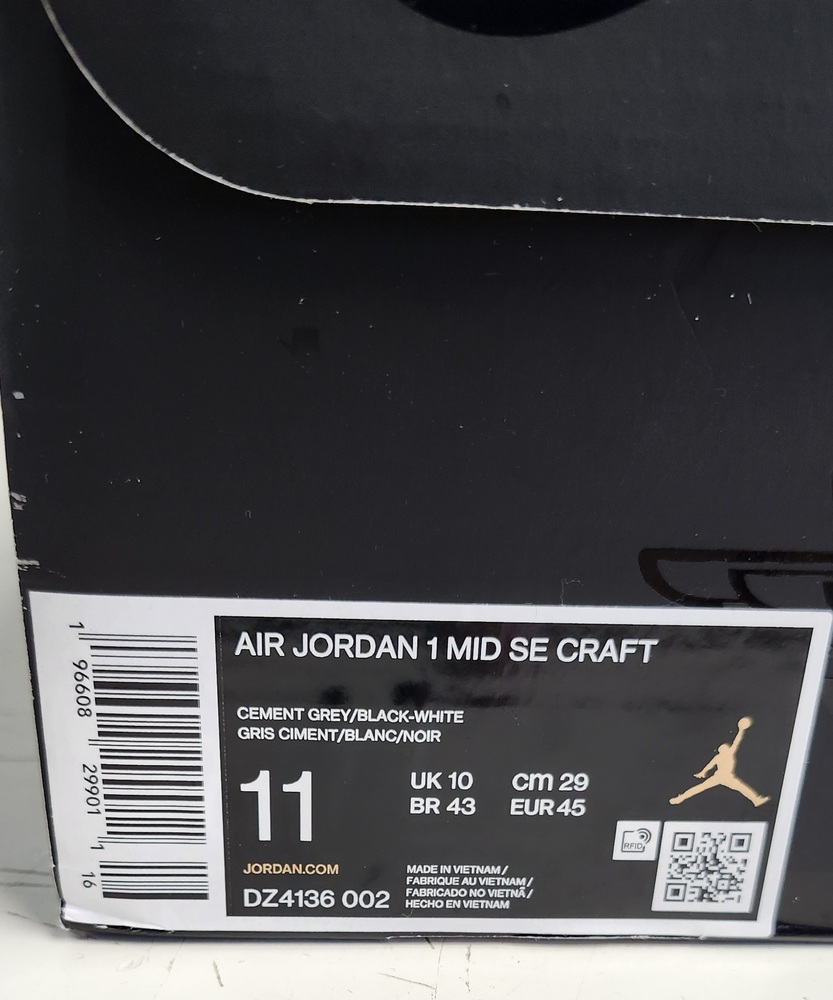 AIR JORDAN 1 MID SE CRAFT
CEMENT GREY/BLACK-WHITE
GRIS CIMENT/BLANC/NOIR
11
UK 10 cm 29
BR 43 EUR 45
JORDAN.COM
DZ4136 002
MADE IN VIETNAM /
FABRIQUE AU VIETNAM /
FABRICADO NO VIETNÃ /
HECHO EN VIETNAM
RFID
1 96608 29901 1 16